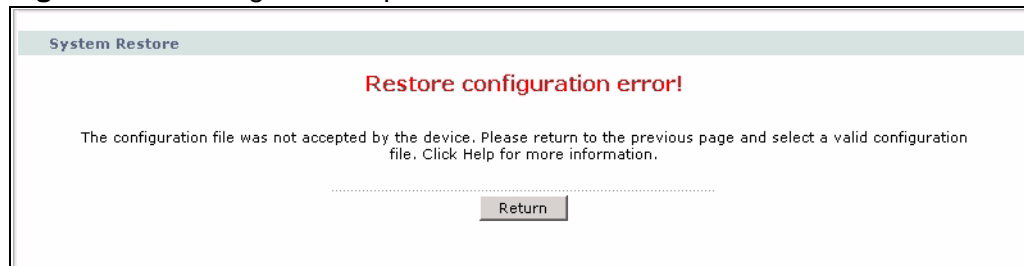 System Restore
Restore configuration error!
The configuration file was not accepted by the device. Please return to the previous page and select a valid configuration
file. Click Help for more information.
Return